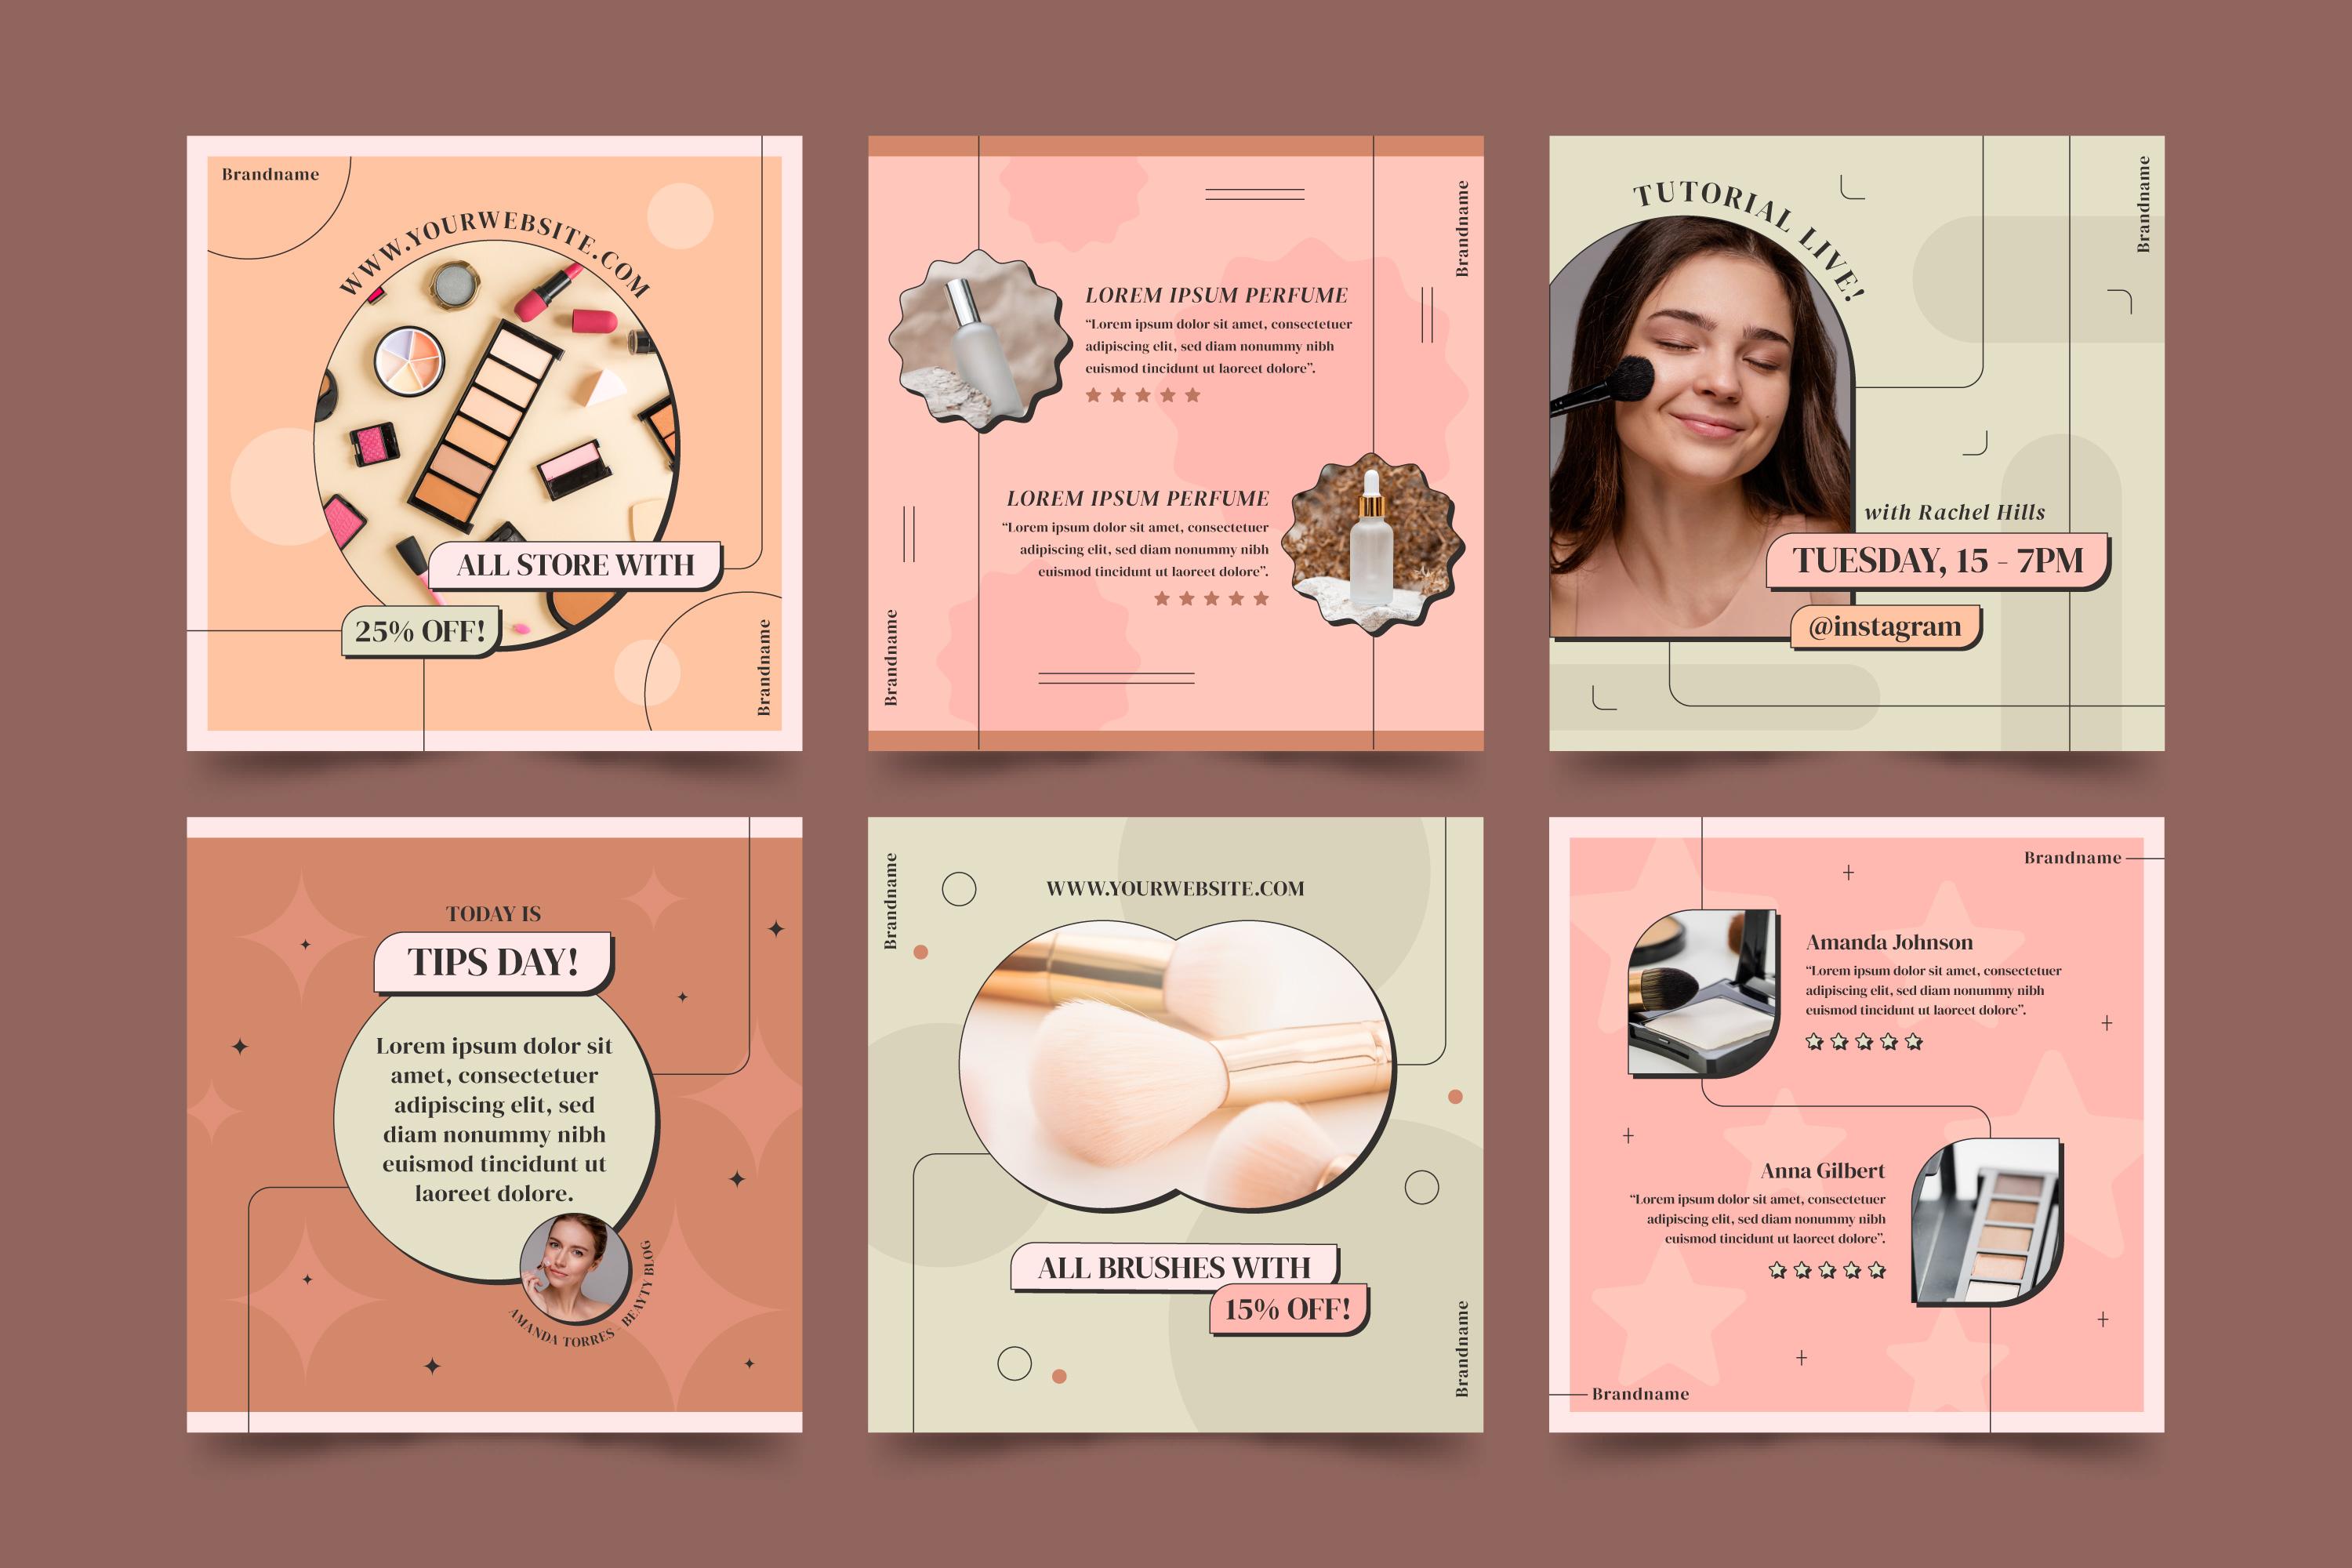 Brandname
WWW.YOURWEBSITE.COM
ALL STORE WITH
25% OFF!
Brandname
Brandname
LOREM IPSUM PERFUME
“Lorem ipsum dolor sit amet, consectetuer
adipiscing elit, sed diam nonummy nibh
euismod tincidunt ut laoreet dolore”.
LOREM IPSUM PERFUME
“Lorem ipsum dolor sit amet, consectetuer
adipiscing elit, sed diam nonummy nibh
euismod tincidunt ut laoreet dolore”.
Brandname
Brandname
TUTORIAL LIVE!
with Rachel Hills
TUESDAY, 15 - 7PM
@instagram
TODAY IS
TIPS DAY!
Lorem ipsum dolor sit
amet, consectetuer
adipiscing elit, sed
diam nonummy nibh
euismod tincidunt ut
laoreet dolore.
AMANDA TORRES - BEAYTY BLOG
Brandname
WWW.YOURWEBSITE.COM
ALL BRUSHES WITH
15% OFF!
Brandname
Brandname
Amanda Johnson
“Lorem ipsum dolor sit amet, consectetuer
adipiscing elit, sed diam nonummy nibh
euismod tincidunt ut laoreet dolore”.
Anna Gilbert
“Lorem ipsum dolor sit amet, consectetuer
adipiscing elit, sed diam nonummy nibh
euismod tincidunt ut laoreet dolore”.
Brandname